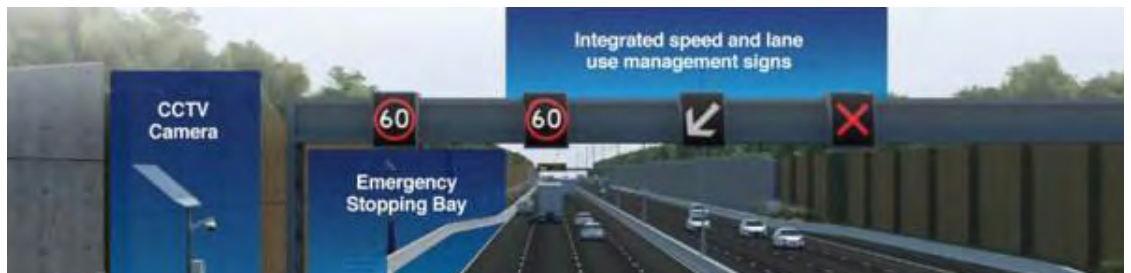 Integrated speed and lane
use management signs
CCTV
Camera
60
60
Emergency
Stopping Bay